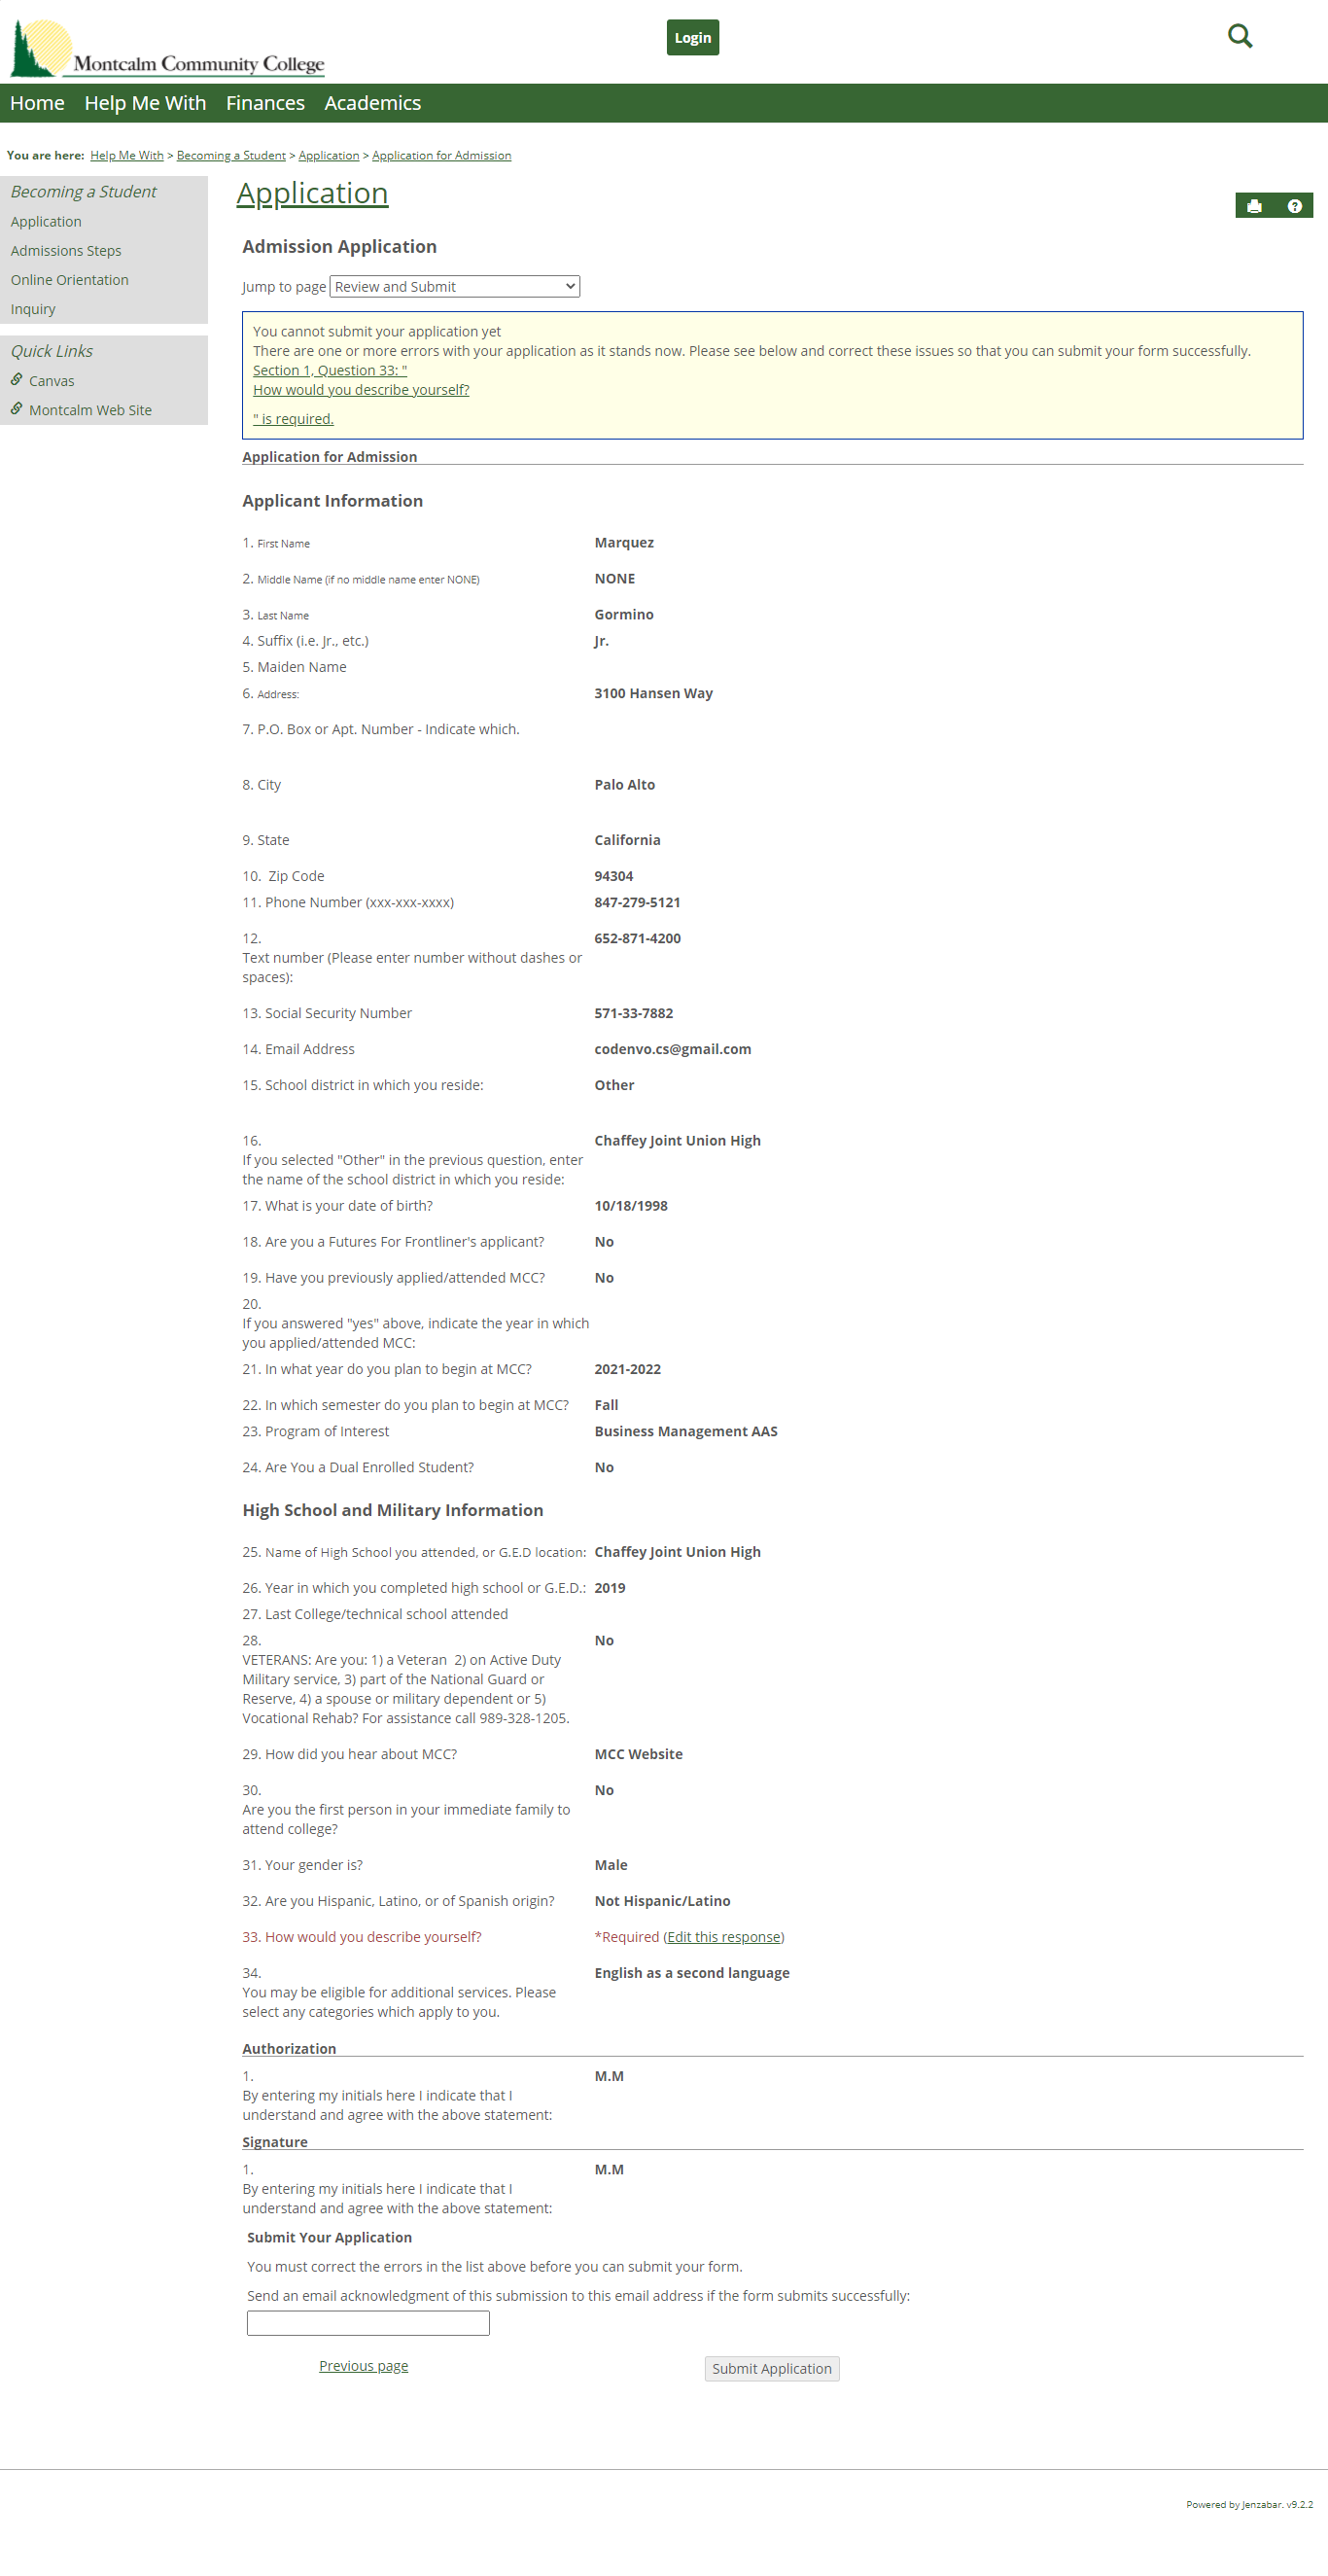 Montcalm Community College
Login
Home Help Me With Finances Academics
You are here: Help Me With > Becoming a Student > Application > Application for Admission
Becoming a Student
Application
Admissions Steps
Online Orientation
Inquiry
Quick Links
Canvas
Montcalm Web Site
Application
Admission Application
Jump to page Review and Submit
You cannot submit your application yet
There are one or more errors with your application as it stands now. Please see below and correct these issues so that you can submit your form successfully.
Section 1, Question 33: "
How would you describe yourself?
" is required.
Application for Admission
Applicant Information
1. First Name Marquez
2. Middle Name (if no middle name enter NONE) NONE
3. Last Name Gormino
4. Suffix (i.e. Jr., etc.) Jr.
5. Maiden Name
6. Address: 3100 Hansen Way
7. P.O. Box or Apt. Number - Indicate which.
8. City Palo Alto
9. State California
10. Zip Code 94304
11. Phone Number (xxx-xxx-xxxx) 847-279-5121
12. 652-871-4200
Text number (Please enter number without dashes or
spaces):
13. Social Security Number 571-33-7882
14. Email Address codenvo.cs@gmail.com
15. School district in which you reside: Other
16. Chaffey Joint Union High
If you selected "Other" in the previous question, enter
the name of the school district in which you reside:
17. What is your date of birth? 10/18/1998
18. Are you a Futures For Frontliner's applicant? No
19. Have you previously applied/attended MCC? No
20.
If you answered "yes" above, indicate the year in which
you applied/attended MCC:
21. In what year do you plan to begin at MCC? 2021-2022
22. In which semester do you plan to begin at MCC? Fall
23. Program of Interest Business Management AAS
24. Are You a Dual Enrolled Student? No
High School and Military Information
25. Name of High School you attended, or G.E.D location: Chaffey Joint Union High
26. Year in which you completed high school or G.E.D.: 2019
27. Last College/technical school attended
28. No
VETERANS: Are you: 1) a Veteran 2) on Active Duty
Military service, 3) part of the National Guard or
Reserve, 4) a spouse or military dependent or 5)
Vocational Rehab? For assistance call 989-328-1205.
29. How did you hear about MCC? MCC Website
30. No
Are you the first person in your immediate family to
attend college?
31. Your gender is? Male
32. Are you Hispanic, Latino, or of Spanish origin? Not Hispanic/Latino
33. How would you describe yourself? *Required (Edit this response)
34. English as a second language
You may be eligible for additional services. Please
select any categories which apply to you.
Authorization
1. M.M
By entering my initials here I indicate that I
understand and agree with the above statement:
Signature
1. M.M
By entering my initials here I indicate that I
understand and agree with the above statement:
Submit Your Application
You must correct the errors in the list above before you can submit your form.
Send an email acknowledgment of this submission to this email address if the form submits successfully:
Previous page Submit Application
Powered by Jenzabar. v9.2.2